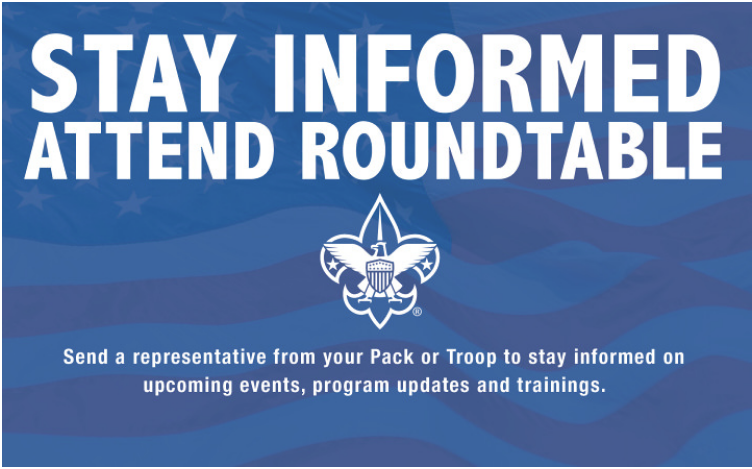 STAY INFORMED
ATTEND ROUNDTABLE
®
Send a representative from your Pack or Troop to stay informed on
upcoming events, program updates and trainings.